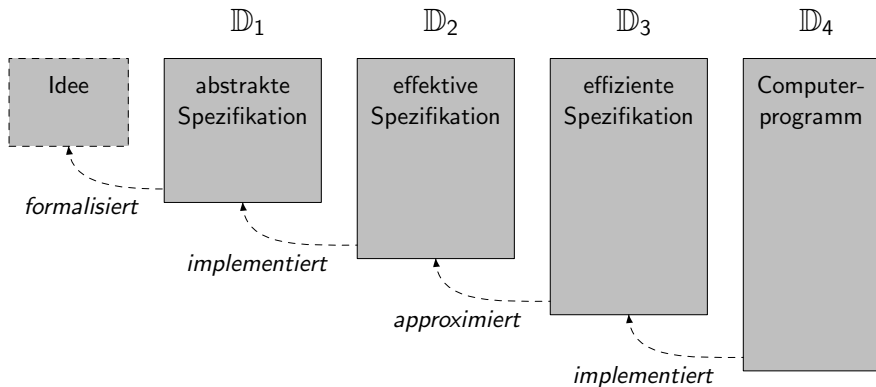 𝔻1 𝔻2 𝔻3 𝔻4
Idee
abstrakte
Spezifikation
effektive
Spezifikation
effiziente
Spezifikation
Computer-
programm
formalisiert
implementiert
approximiert
implementiert